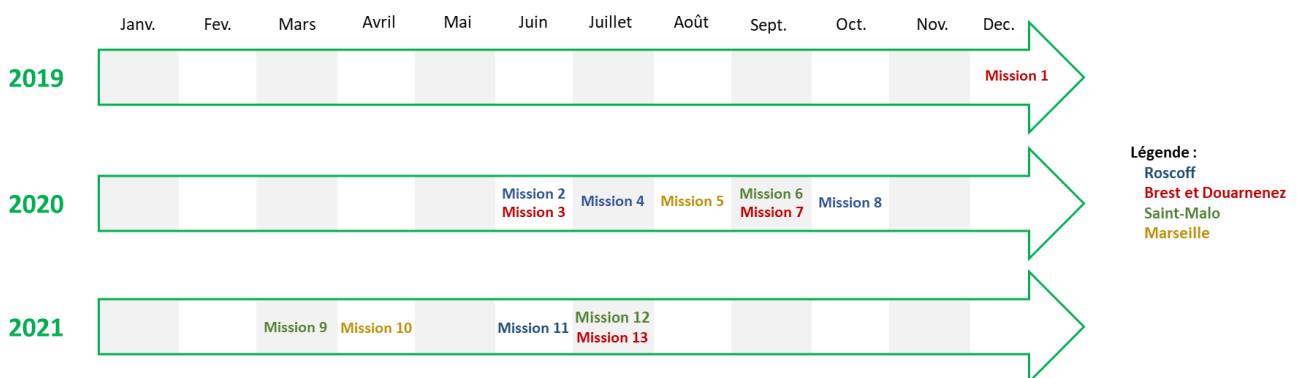 Janv. Fev. Mars Avril Mai Juin Juillet Août Sept. Oct. Nov. Dec.
2019
Mission 1
2020
Mission 2 Mission 4 Mission 5 Mission 6 Mission 8
Mission 3 Mission 7
2021
Mission 9 Mission 10 Mission 11 Mission 12
Mission 13
Légende :
Roscoff
Brest et Douarnenez
Saint-Malo
Marseille